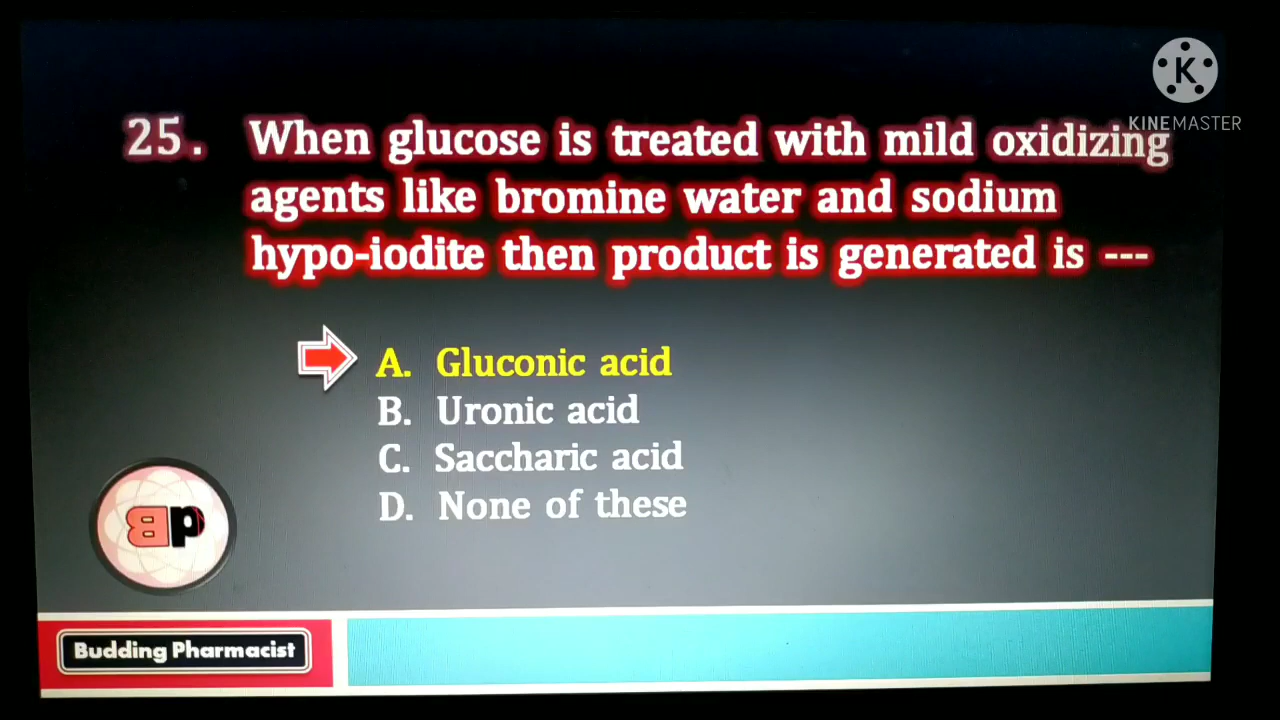 KINEMASTER
25. When glucose is treated with mild oxidizing
agents like bromine water and sodium
hypo-iodite then product is generated is ---
A. Gluconic acid
B. Uronic acid
C. Saccharic acid
D. None of these
BP
Budding Pharmacist